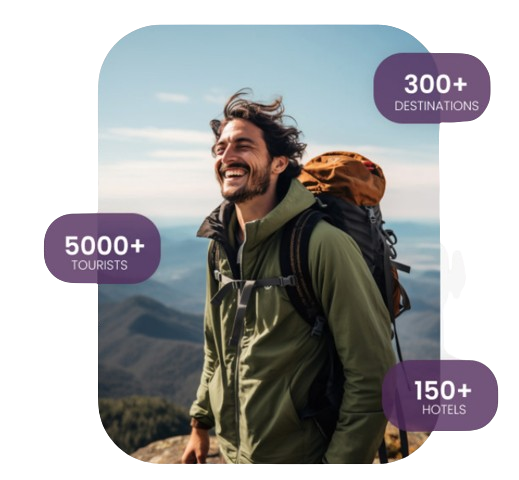 300+
DESTINATIONS
5000+
TOURISTS
150+
HOTELS